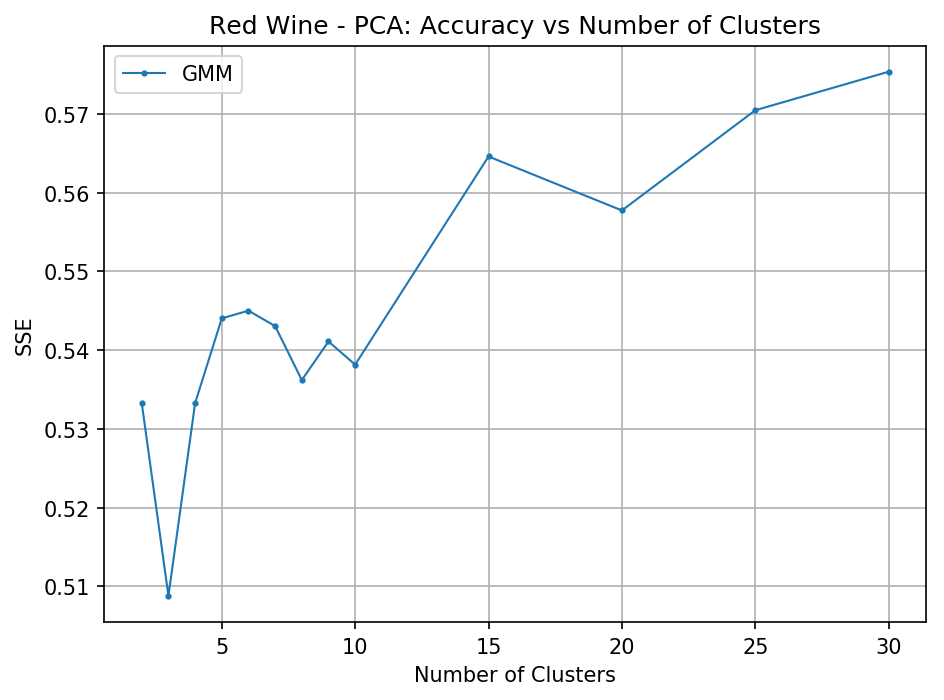 Red Wine - PCA: Accuracy vs Number of Clusters
GMM
0.57
0.56
0.55
0.54
0.53
0.52
0.51
SSE
5 10 15 20 25 30
Number of Clusters